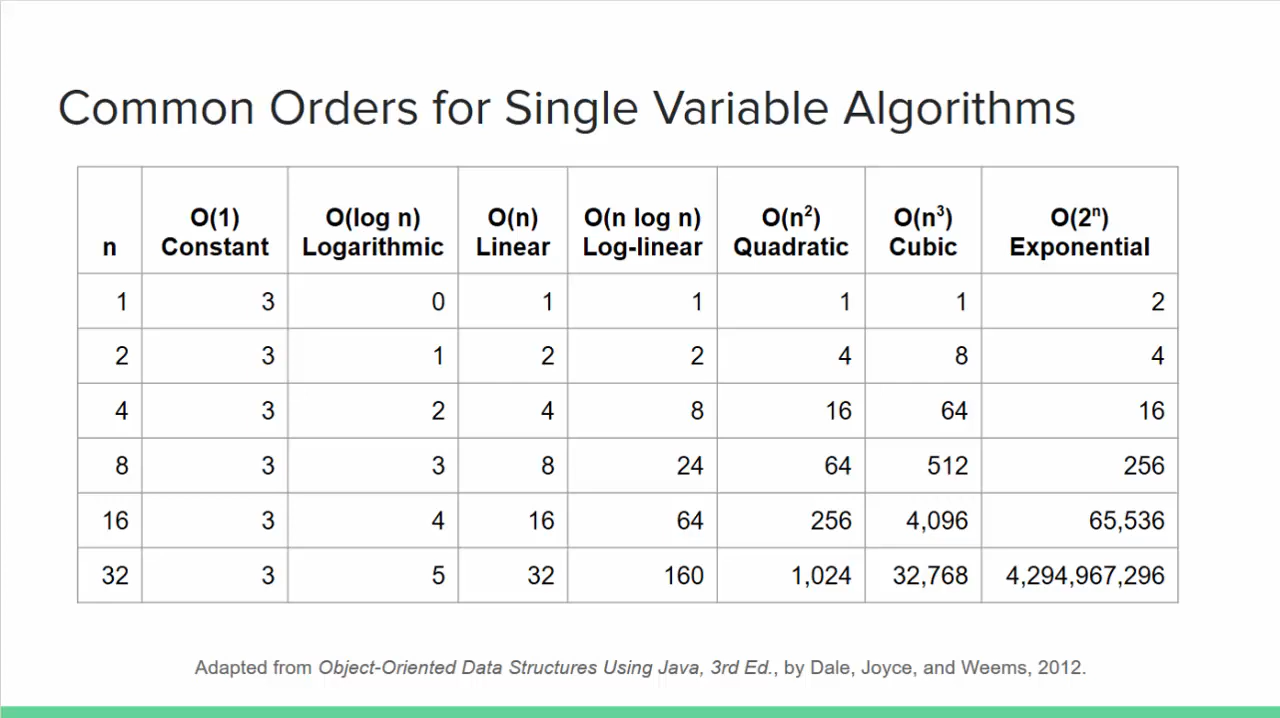 Common Orders for Single Variable Algorithms
n O(1) Constant O(log n) Logarithmic O(n) Linear O(n log n) Log-linear O(n²) Quadratic O(n³) Cubic O(2ⁿ) Exponential
1 3 0 1 1 1 1 2
2 3 1 2 2 4 8 4
4 3 2 4 8 16 64 16
8 3 3 8 24 64 512 256
16 3 4 16 64 256 4,096 65,536
32 3 5 32 160 1,024 32,768 4,294,967,296
Adapted from Object-Oriented Data Structures Using Java, 3rd Ed., by Dale, Joyce, and Weems, 2012.